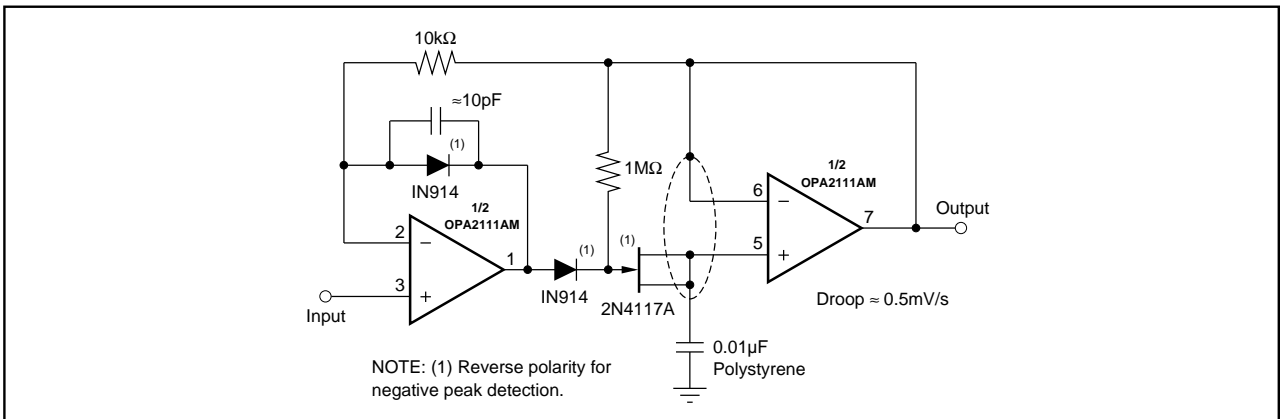 10kΩ
≈10pF
(1)
IN914
1/2
OPA2111AM
2
−
3
+
1
Input
(1)
IN914
1MΩ
(1)
2N4117A
6
−
5
+
1/2
OPA2111AM
7
Output
Droop ≈ 0.5mV/s
0.01µF
Polystyrene
NOTE: (1) Reverse polarity for
negative peak detection.